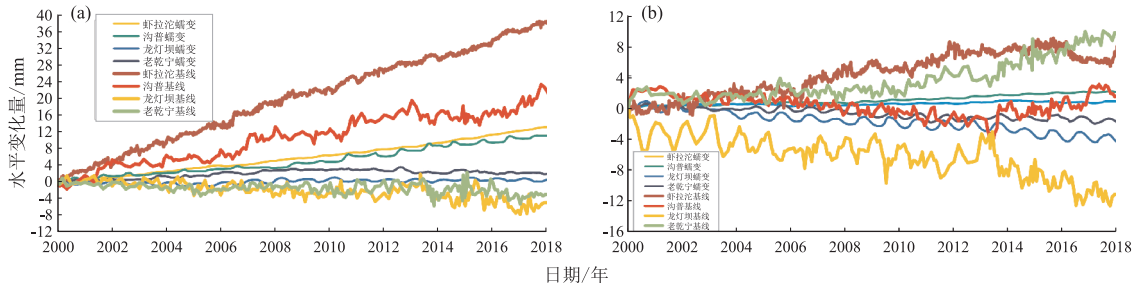 (a)
虾拉沱蠕变
沟普蠕变
龙灯坝蠕变
老乾宁蠕变
虾拉沱基线
沟普基线
龙灯坝基线
老乾宁基线
40
36
32
28
24
20
16
12
8
4
0
-4
-8
-12
2000 2002 2004 2006 2008 2010 2012 2014 2016 2018
水平变化量/mm
(b)
12
8
4
0
-4
-8
-12
-16
虾拉沱蠕变
沟普蠕变
龙灯坝蠕变
老乾宁蠕变
虾拉沱基线
沟普基线
龙灯坝基线
老乾宁基线
2000 2002 2004 2006 2008 2010 2012 2014 2016 2018
日期/年